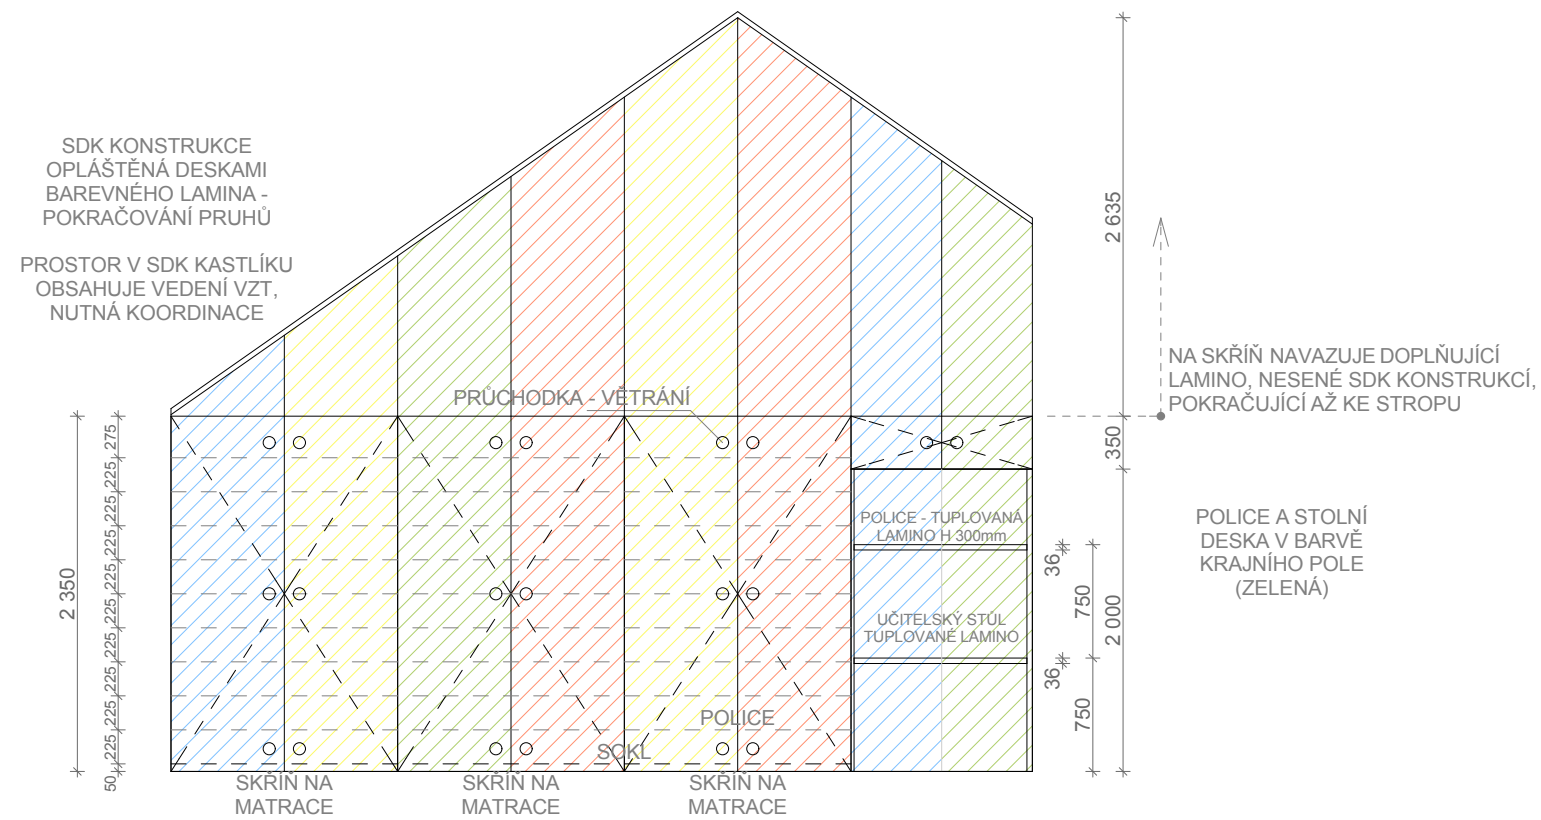 SDK KONSTRUKCE
OPLÁŠTĚNÁ DESKAMI
BAREVNÉHO LAMINA -
POKRAČOVÁNÍ PRUHŮ
PROSTOR V SDK KASTLÍKU
OBSAHUJE VEDENÍ VZT,
NUTNÁ KOORDINACE
PRŮCHODKA - VĚTRÁNÍ
2 635
NA SKŘÍŇ NAVAZUJE DOPLŇUJÍCÍ
LAMINO, NESENÉ SDK KONSTRUKCÍ,
POKRAČUJÍCÍ AŽ KE STROPU
350
2 350
275
225
225
225
225
225
225
225
225
225
50
POLICE - TUPLOVANÁ
LAMINO H 300mm
UČITELSKÝ STŮL
TUPLOVANÉ LAMINO
36
750
36
750
2 000
POLICE A STOLNÍ
DESKA V BARVĚ
KRAJNÍHO POLE
(ZELENÁ)
POLICE
SOKL
SKŘÍŇ NA
MATRACE
SKŘÍŇ NA
MATRACE
SKŘÍŇ NA
MATRACE